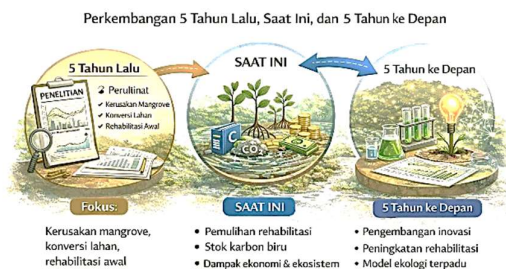 Perkembangan 5 Tahun Lalu, Saat Ini, dan 5 Tahun ke Depan
5 Tahun Lalu
PENELITIAN
Perultinat
✓ Kerusakan Mangrove
✓ Konversi Lahan
✓ Rehabilitasi Awal
SAAT INI
C
CO₂
5 Tahun ke Depan
Fokus:
Kerusakan mangrove,
konversi lahan,
rehabilitasi awal
SAAT INI
• Pemulihan rehabilitasi
• Stok karbon biru
• Dampak ekonomi & ekosistem
5 Tahun ke Depan
• Pengembangan inovasi
• Peningkatan rehabilitasi
• Model ekologi terpadu